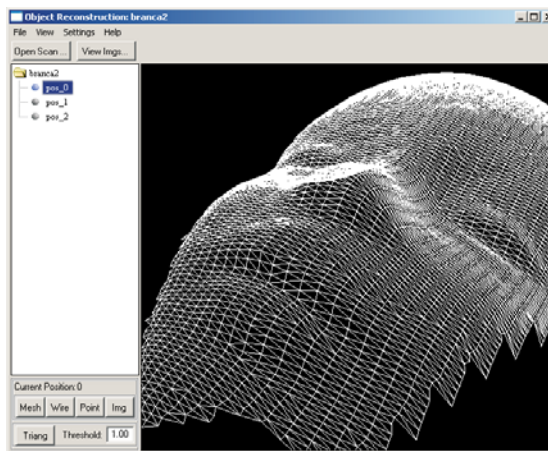 Object Reconstruction: branca2
File View Settings Help
Open Scan... View Imgs...
branca2
pos_0
pos_1
pos_2
Current Position: 0
Mesh Wire Point Img
Triang Threshold: 1.00